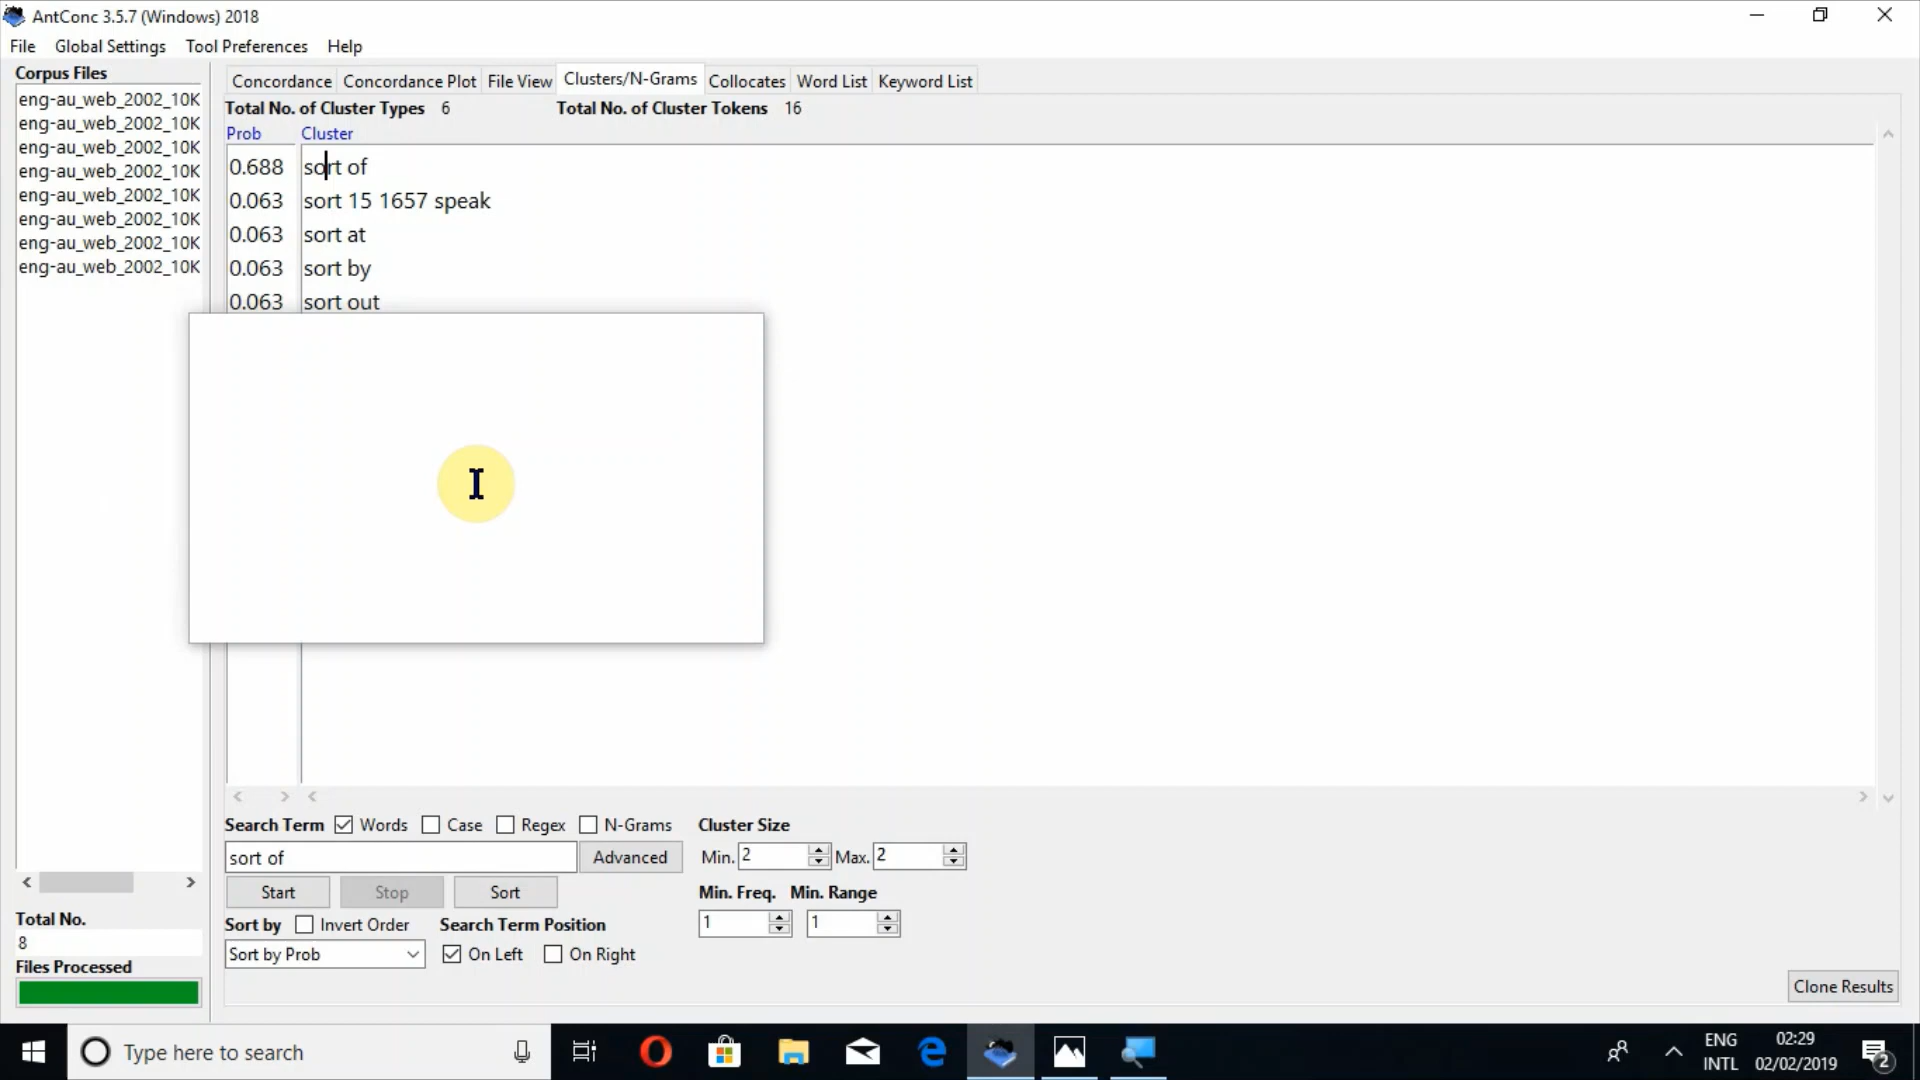 AntConc 3.5.7 (Windows) 2018
File Global Settings Tool Preferences Help
Corpus Files
eng-au_web_2002_10K
eng-au_web_2002_10K
eng-au_web_2002_10K
eng-au_web_2002_10K
eng-au_web_2002_10K
eng-au_web_2002_10K
eng-au_web_2002_10K
eng-au_web_2002_10K
Total No.
8
Files Processed
Concordance Concordance Plot File View Clusters/N-Grams Collocates Word List Keyword List
Total No. of Cluster Types 6 Total No. of Cluster Tokens 16
Prob Cluster
0.688 sort of
0.063 sort 15 1657 speak
0.063 sort at
0.063 sort by
0.063 sort out
Search Term Words Case Regex N-Grams Cluster Size
sort of Advanced Min. 2 Max. 2
Start Stop Sort Min. Freq. Min. Range
Sort by Invert Order Search Term Position 1 1
Sort by Prob On Left On Right
Clone Results
Type here to search
ENG 02:29
INTL 02/02/2019 2